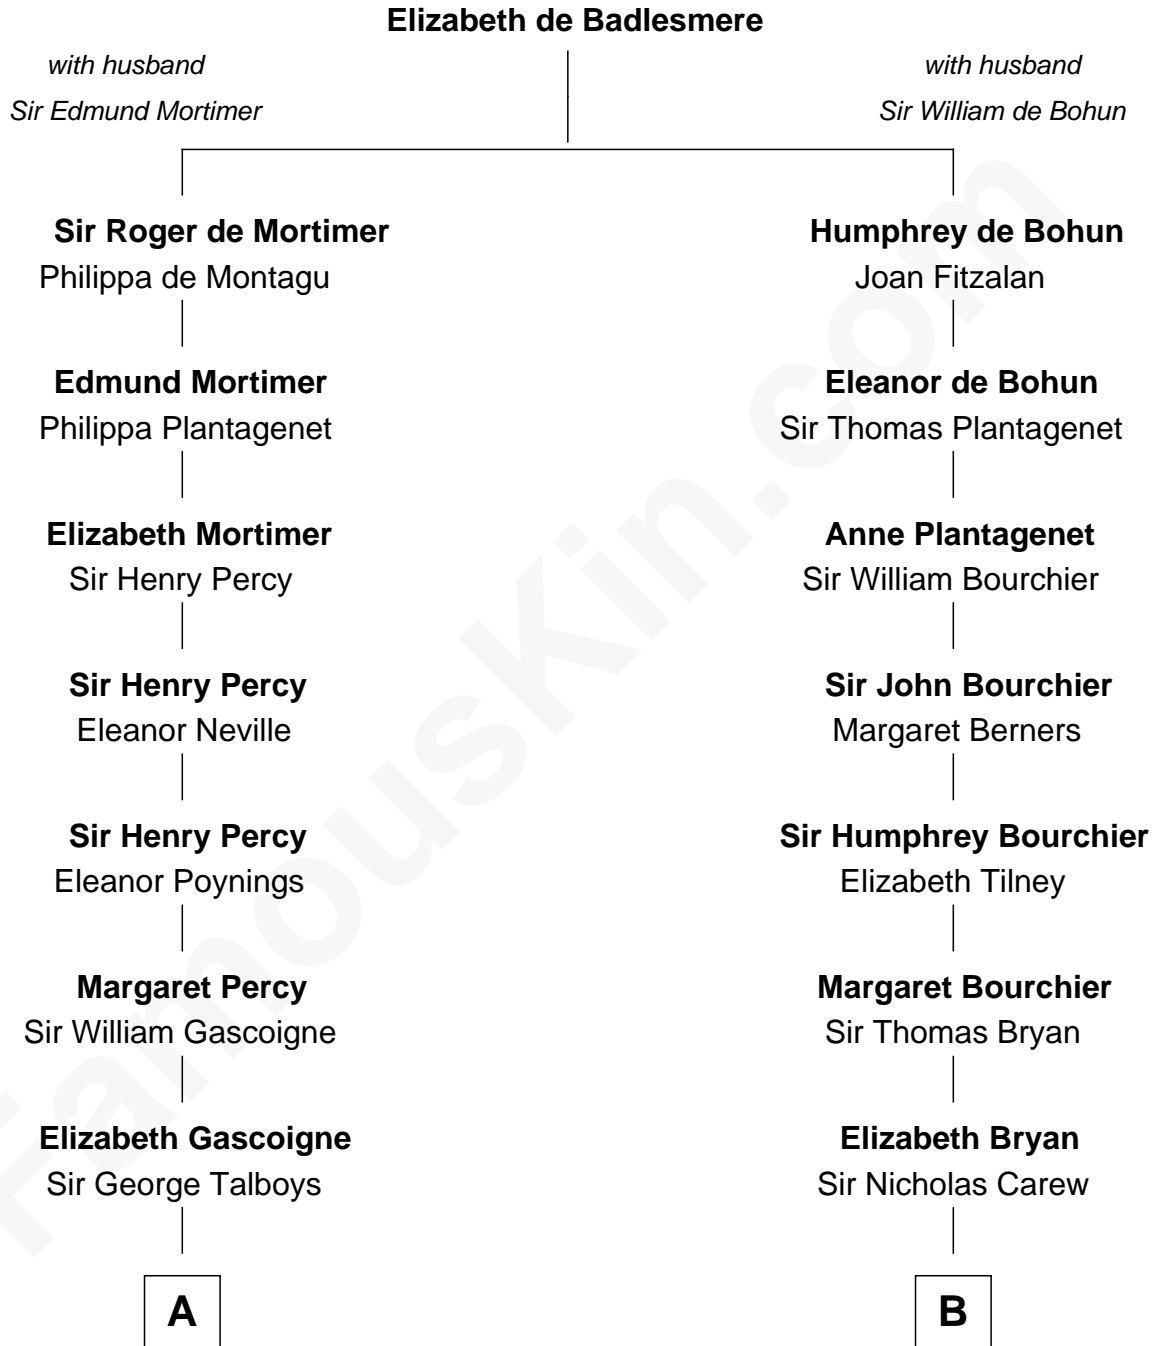 Elizabeth de Badlesmere
with husband
Sir Edmund Mortimer
with husband
Sir William de Bohun
Sir Roger de Mortimer
Philippa de Montagu
Humphrey de Bohun
Joan Fitzalan
Edmund Mortimer
Philippa Plantagenet
Eleanor de Bohun
Sir Thomas Plantagenet
Elizabeth Mortimer
Sir Henry Percy
Anne Plantagenet
Sir William Bourchier
Sir Henry Percy
Eleanor Neville
Sir John Bourchier
Margaret Berners
Sir Henry Percy
Eleanor Poynings
Sir Humphrey Bourchier
Elizabeth Tilney
Margaret Percy
Sir William Gascoigne
Margaret Bourchier
Sir Thomas Bryan
Elizabeth Gascoigne
Sir George Talboys
Elizabeth Bryan
Sir Nicholas Carew
A
B
FamousKin.com